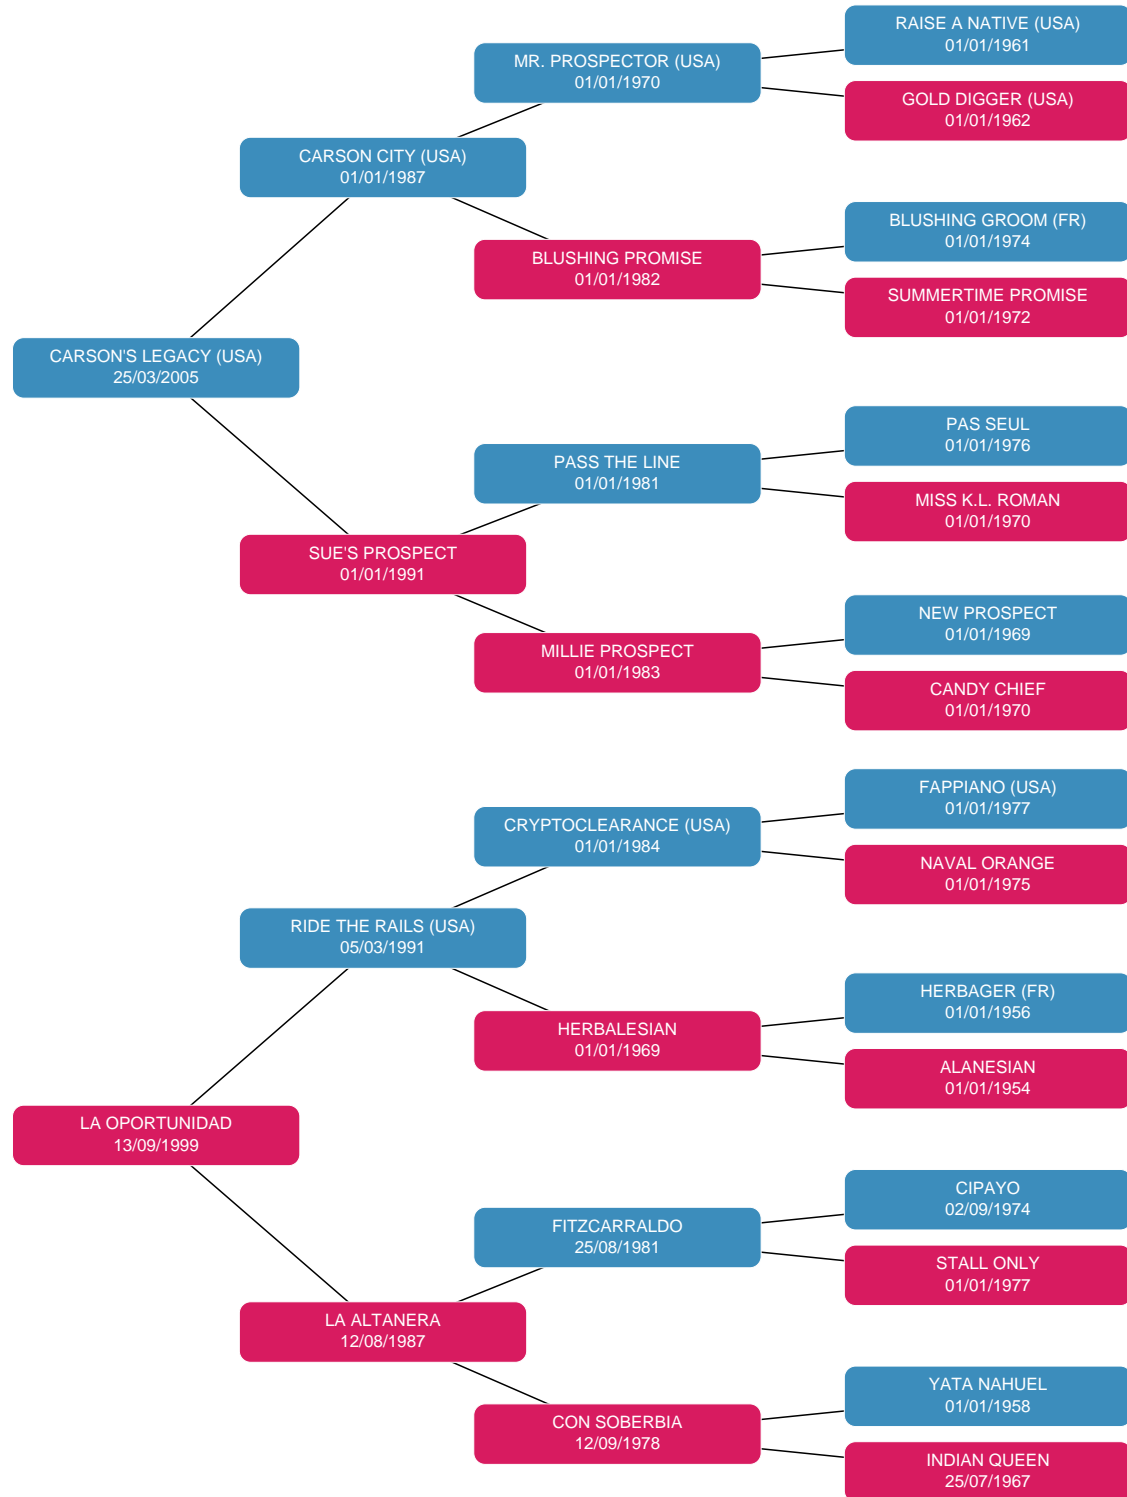 RAISE A NATIVE (USA)
01/01/1961
MR. PROSPECTOR (USA)
01/01/1970
GOLD DIGGER (USA)
01/01/1962
CARSON CITY (USA)
01/01/1987
BLUSHING GROOM (FR)
01/01/1974
BLUSHING PROMISE
01/01/1982
SUMMERTIME PROMISE
01/01/1972
CARSON'S LEGACY (USA)
25/03/2005
PAS SEUL
01/01/1976
PASS THE LINE
01/01/1981
MISS K.L. ROMAN
01/01/1970
SUE'S PROSPECT
01/01/1991
NEW PROSPECT
01/01/1969
MILLIE PROSPECT
01/01/1983
CANDY CHIEF
01/01/1970
FAPPIANO (USA)
01/01/1977
CRYPTOCLEARANCE (USA)
01/01/1984
NAVAL ORANGE
01/01/1975
RIDE THE RAILS (USA)
05/03/1991
HERBAGER (FR)
01/01/1956
HERBALESIAN
01/01/1969
ALANESIAN
01/01/1954
LA OPORTUNIDAD
13/09/1999
CIPAYO
02/09/1974
FITZCARRALDO
25/08/1981
STALL ONLY
01/01/1977
LA ALTANERA
12/08/1987
YATA NAHUEL
01/01/1958
CON SOBERBIA
12/09/1978
INDIAN QUEEN
25/07/1967